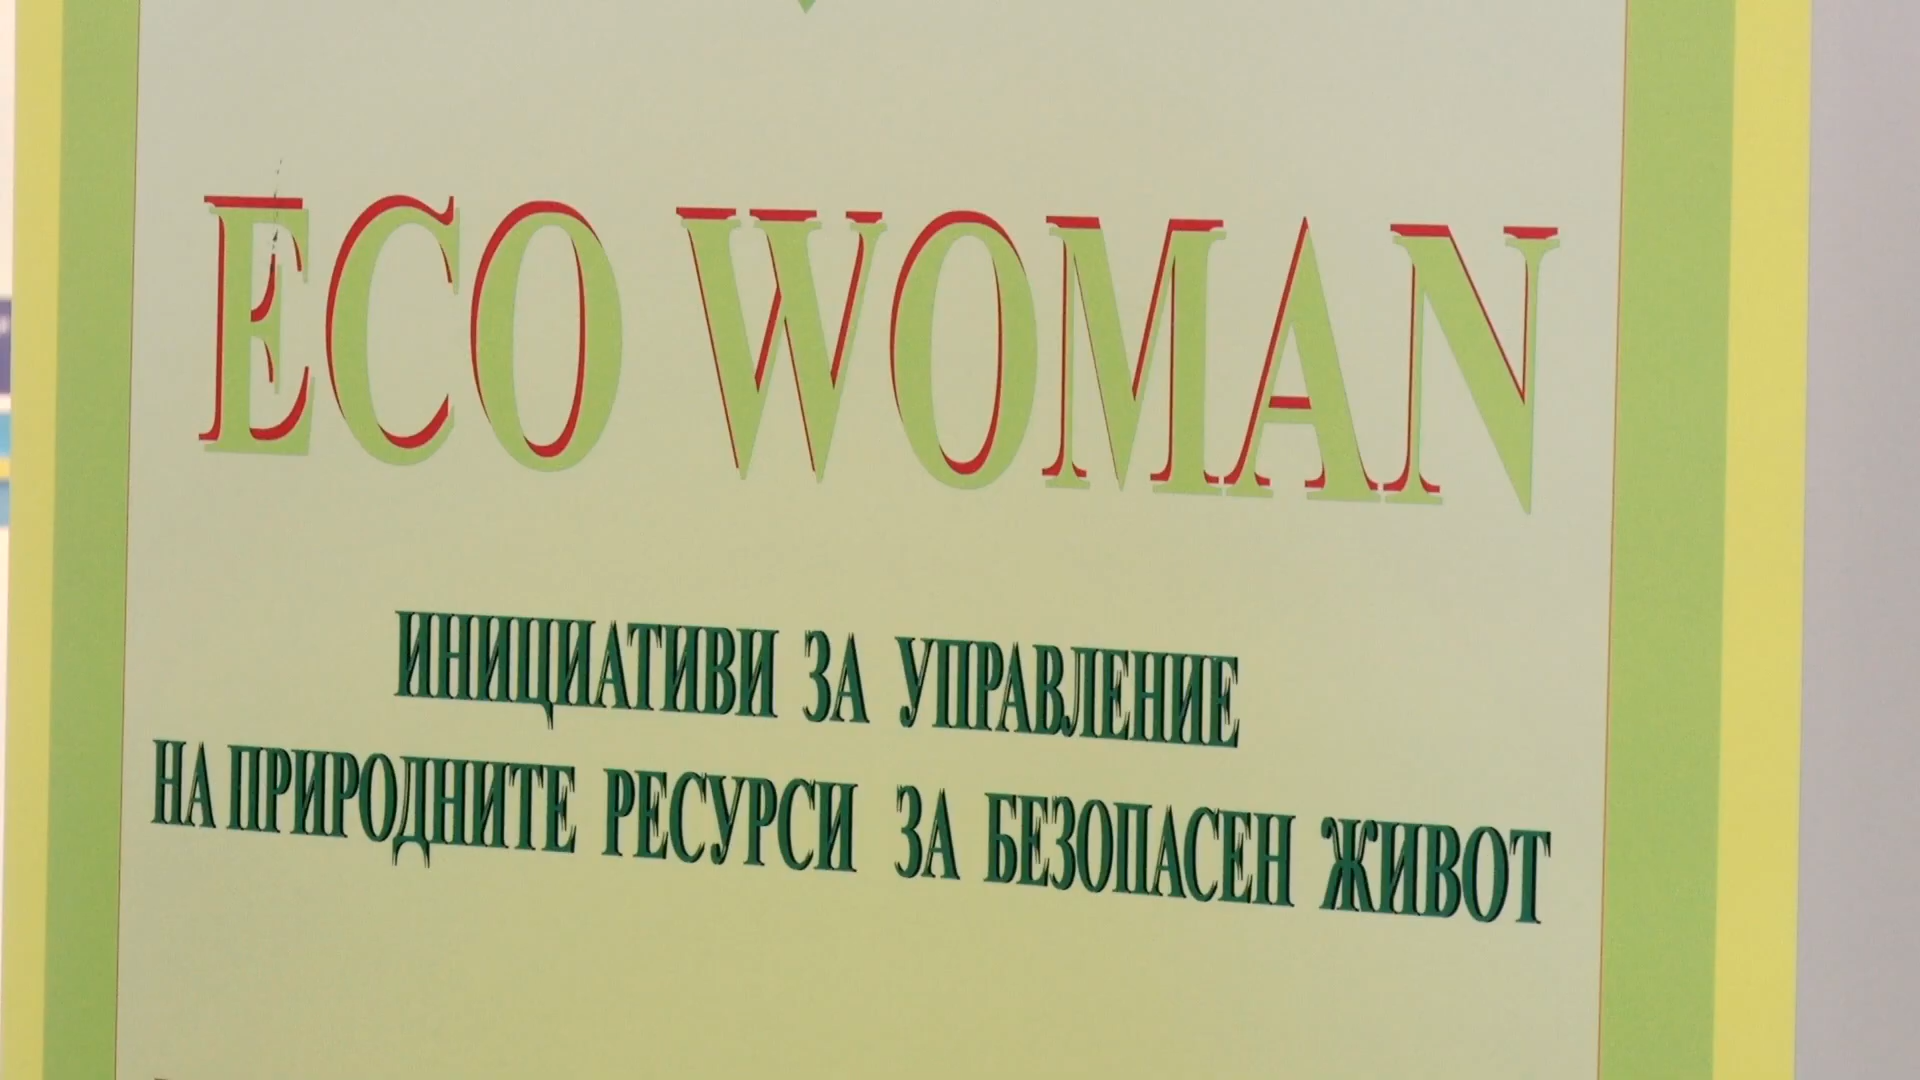 ECO WOMAN
ИНИЦИАТИВИ ЗА УПРАВЛЕНИЕ
НА ПРИРОДНИТЕ РЕСУРСИ ЗА БЕЗОПАСЕН ЖИВОТ